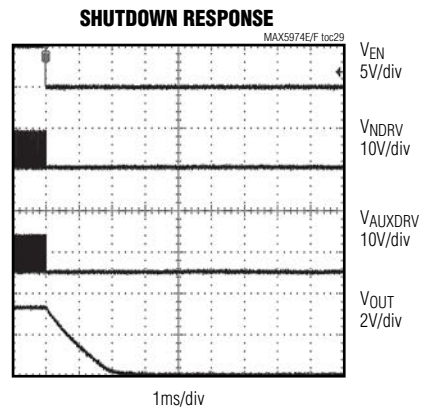 SHUTDOWN RESPONSE
MAX5974E/F toc29
VEN
5V/div
VNDRV
10V/div
VAUXDRV
10V/div
VOUT
2V/div
1ms/div